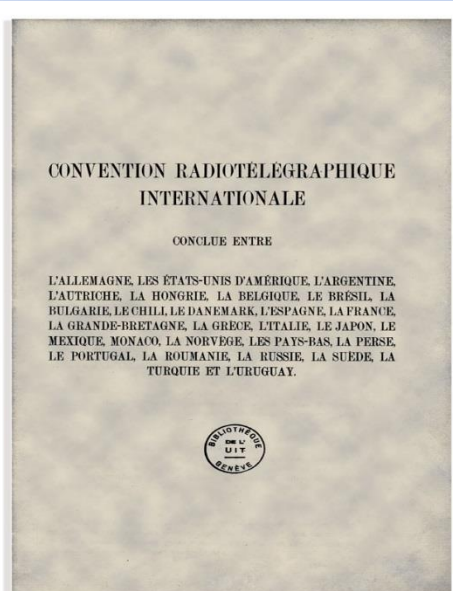 CONVENTION RADIOTÉLÉGRAPHIQUE
INTERNATIONALE
CONCLUE ENTRE
L'ALLEMAGNE, LES ÉTATS-UNIS D'AMÉRIQUE, L'ARGENTINE,
L'AUTRICHE, LA HONGRIE, LA BELGIQUE, LE BRÉSIL, LA
BULGARIE, LE CHILI, LE DANEMARK, L'ESPAGNE, LA FRANCE,
LA GRANDE-BRETAGNE, LA GRÈCE, L'ITALIE, LE JAPON, LE
MEXIQUE, MONACO, LA NORVÈGE, LES PAYS-BAS, LA PERSE,
LE PORTUGAL, LA ROUMANIE, LA RUSSIE, LA SUÈDE, LA
TURQUIE ET L'URUGUAY.
BIBLIOTHÈQUE
DE L'
UIT
GENÈVE